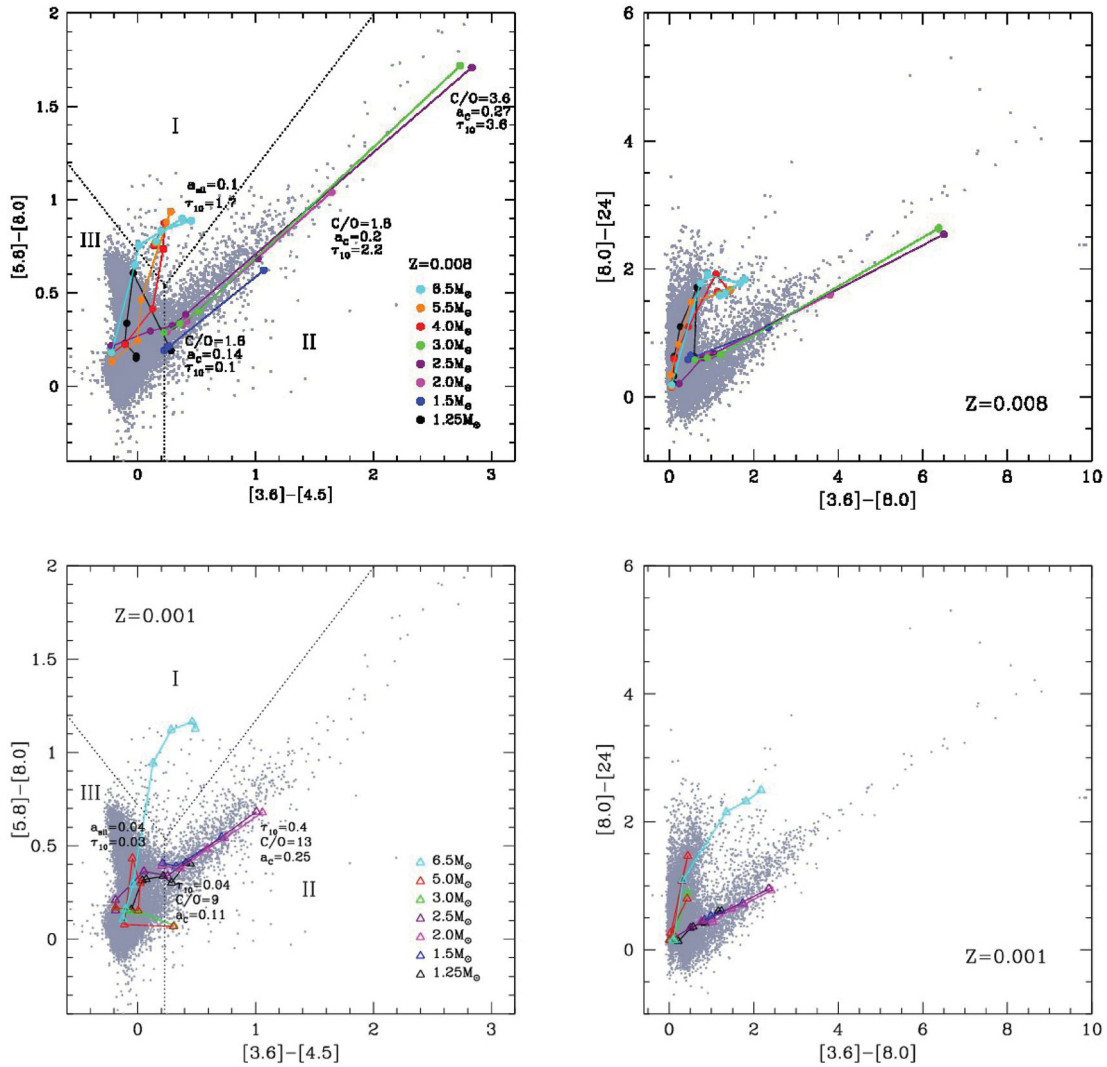 2
1.5
1
0.5
0
[5.8]−[8.0]
I
III
II
a_sil=0.1
τ_10=1.7
C/O=3.6
a_C=0.27
τ_10=3.6
C/O=1.8
a_C=0.2
τ_10=2.2
C/O=1.8
a_C=0.14
τ_10=0.1
Z=0.008
6.5M⊙
5.5M⊙
4.0M⊙
3.0M⊙
2.5M⊙
2.0M⊙
1.5M⊙
1.25M⊙
0 1 2 3
[3.6]−[4.5]
6
4
2
0
[8.0]−[24]
Z=0.008
0 2 4 6 8 10
[3.6]−[8.0]
2
1.5
1
0.5
0
[5.8]−[8.0]
Z=0.001
I
III
II
a_sil=0.04
τ_10=0.03
τ_10=0.4
C/O=13
a_C=0.25
τ_10=0.04
C/O=9
a_C=0.11
6.5M⊙
5.0M⊙
3.0M⊙
2.5M⊙
2.0M⊙
1.5M⊙
1.25M⊙
0 1 2 3
[3.6]−[4.5]
6
4
2
0
[8.0]−[24]
Z=0.001
0 2 4 6 8 10
[3.6]−[8.0]